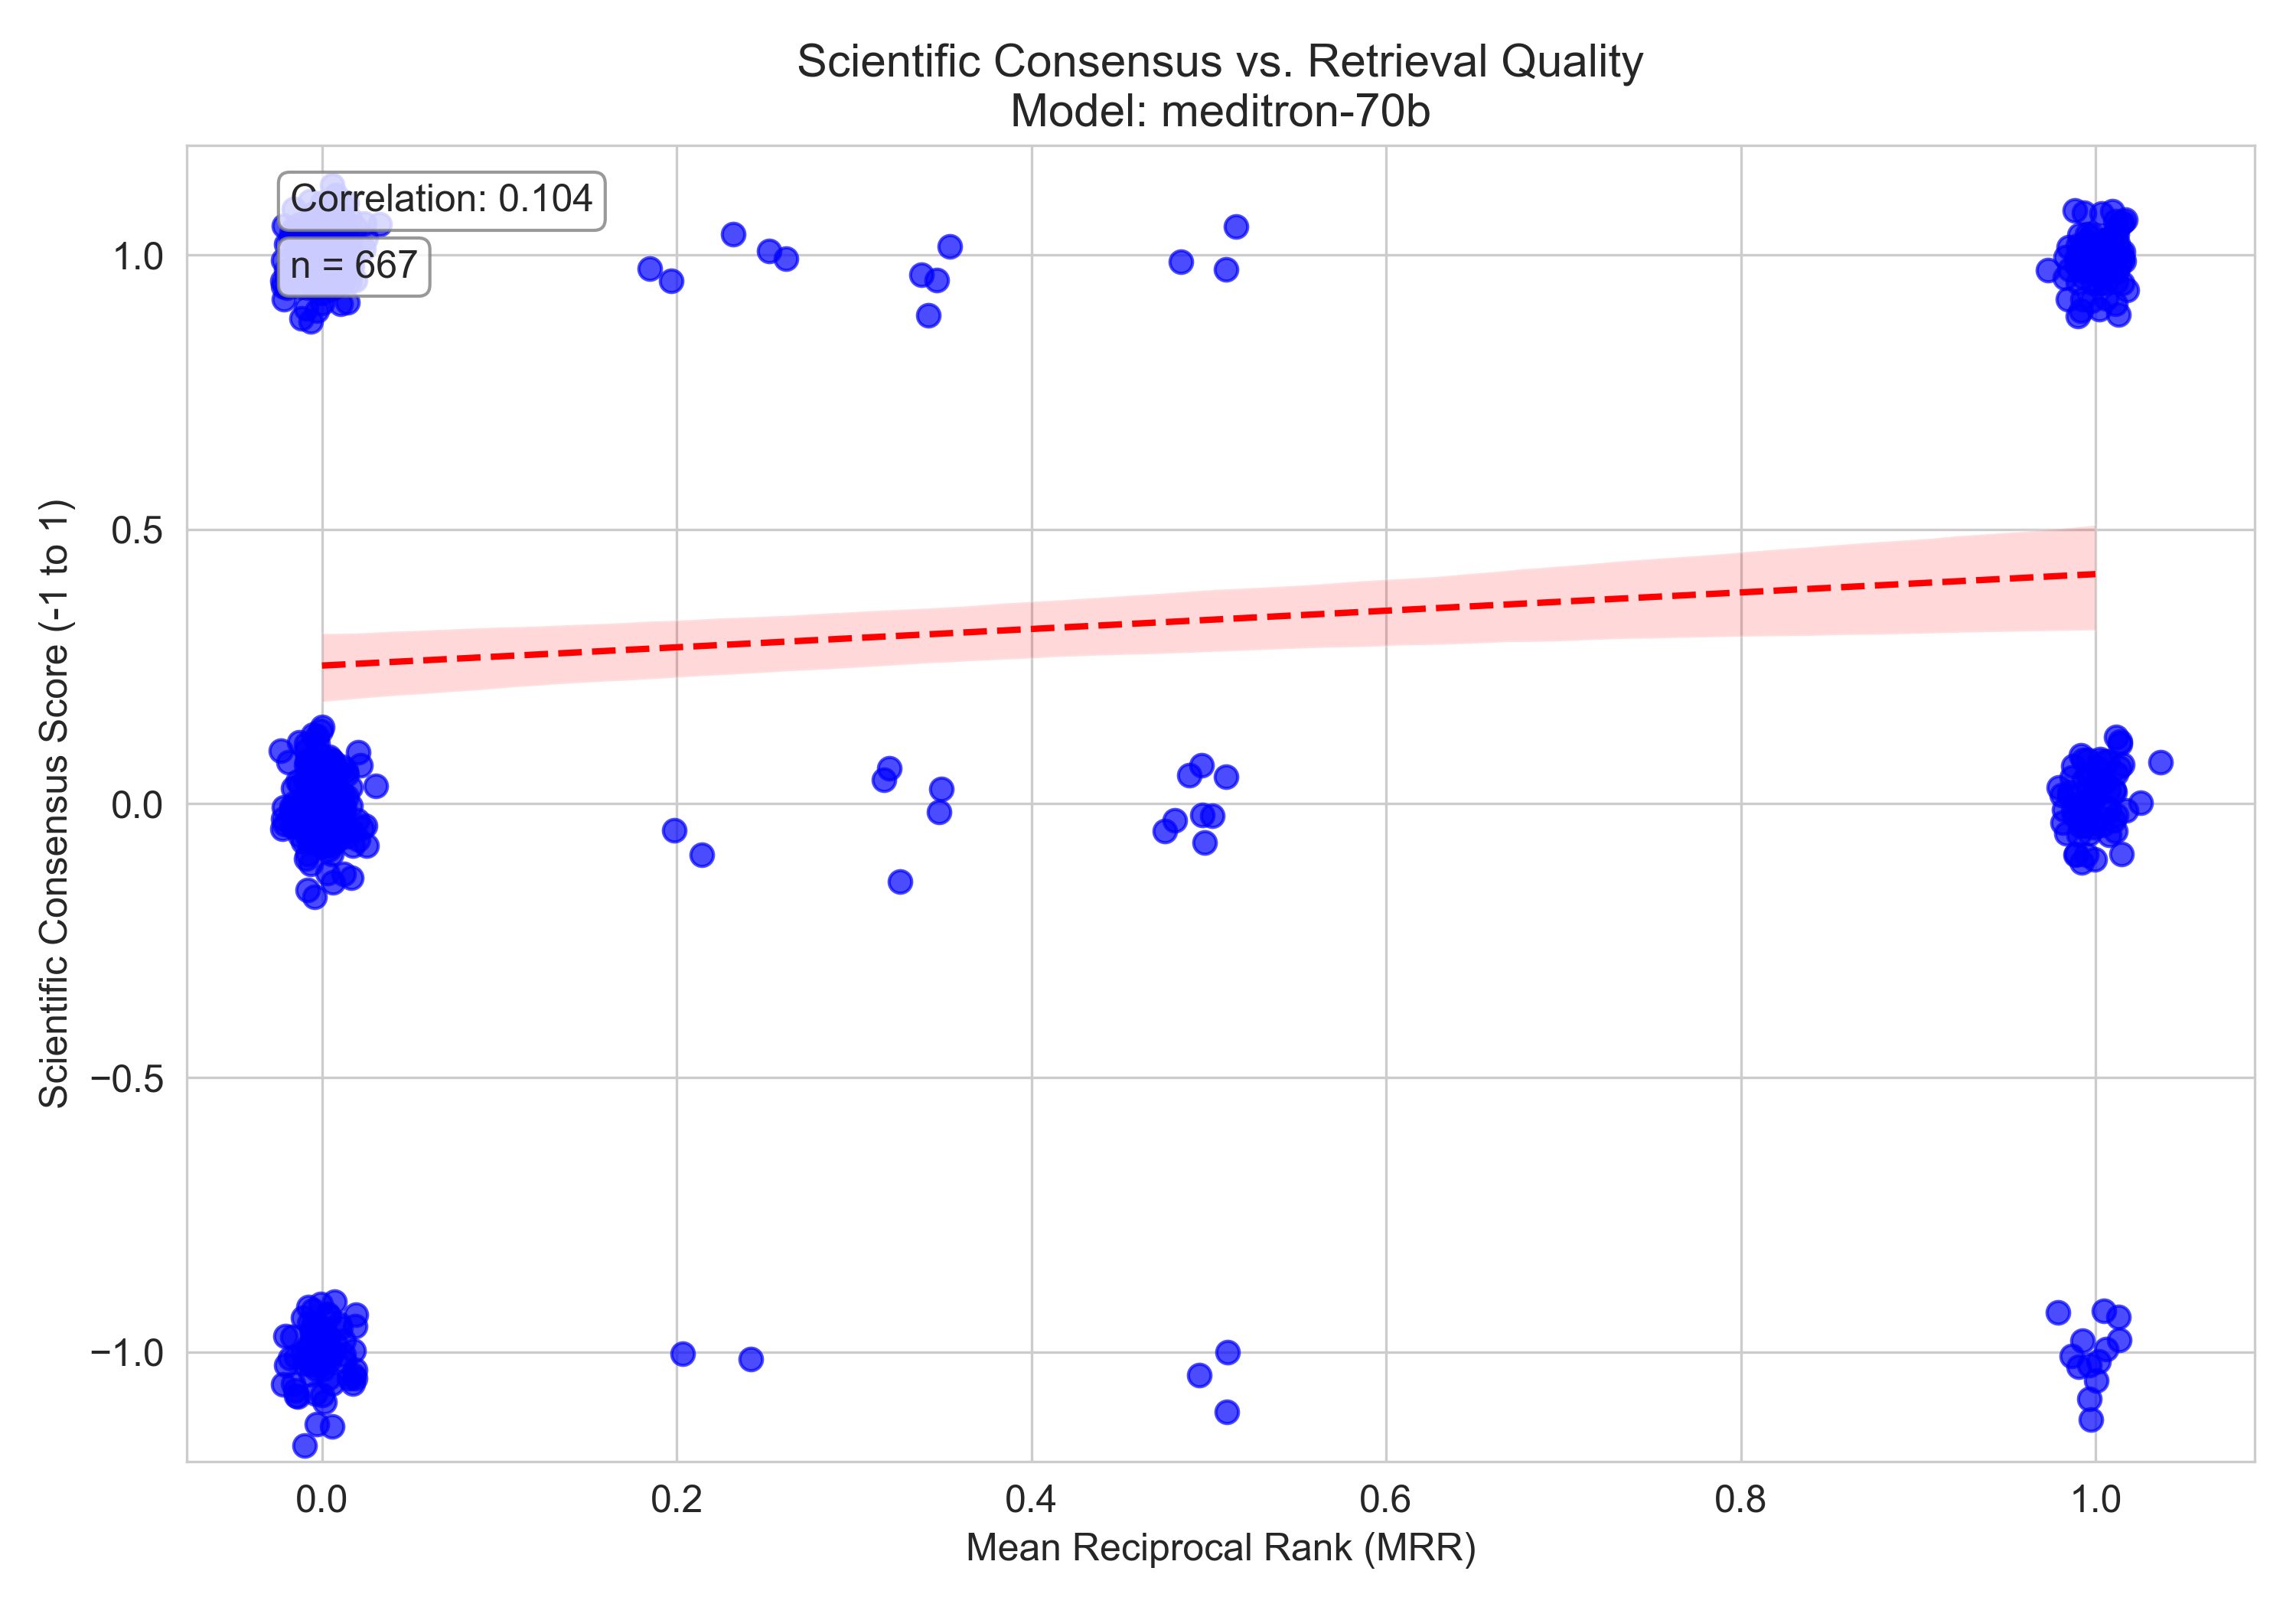 Scientific Consensus vs. Retrieval Quality
Model: meditron-70b
Correlation: 0.104
n = 667
Scientific Consensus Score (-1 to 1)
1.0
0.5
0.0
−0.5
−1.0
0.0 0.2 0.4 0.6 0.8 1.0
Mean Reciprocal Rank (MRR)